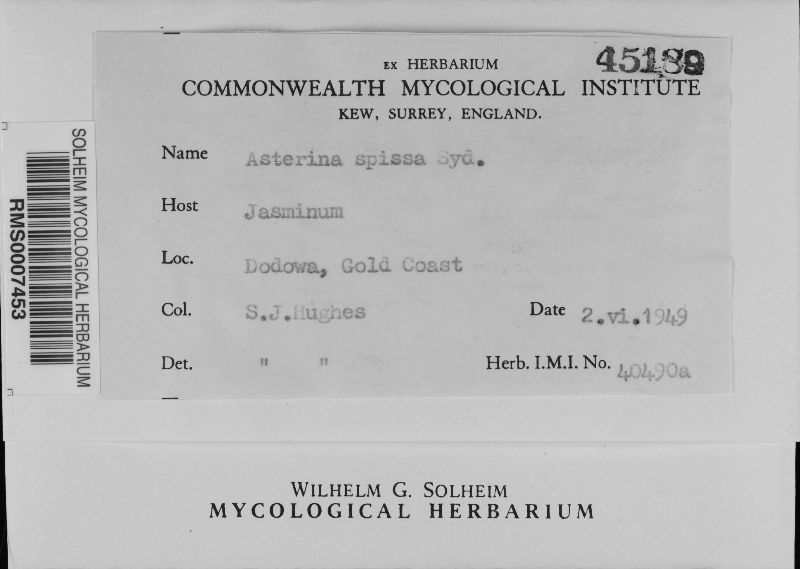 45189
EX HERBARIUM
COMMONWEALTH MYCOLOGICAL INSTITUTE
KEW, SURREY, ENGLAND.
Name Asterina spissa Syd.
Host Jasminum
Loc. Dodowa, Gold Coast
Col. S.J.Hughes Date 2.vi.1949
Det. " " Herb. I.M.I. No. 40490a
SOLHEIM MYCOLOGICAL HERBARIUM
RMS0007453
WILHELM G. SOLHEIM
MYCOLOGICAL HERBARIUM